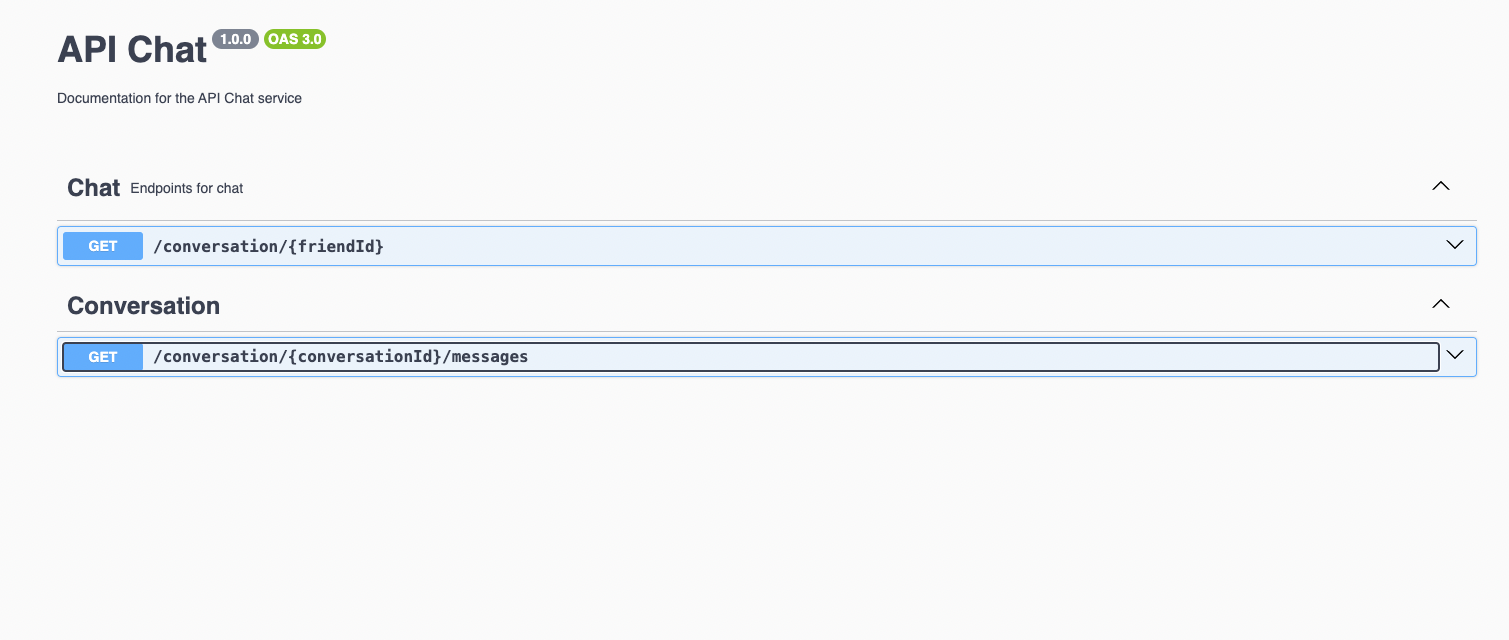 API Chat 1.0.0 OAS 3.0
Documentation for the API Chat service
Chat Endpoints for chat
GET /conversation/{friendId}
Conversation
GET /conversation/{conversationId}/messages